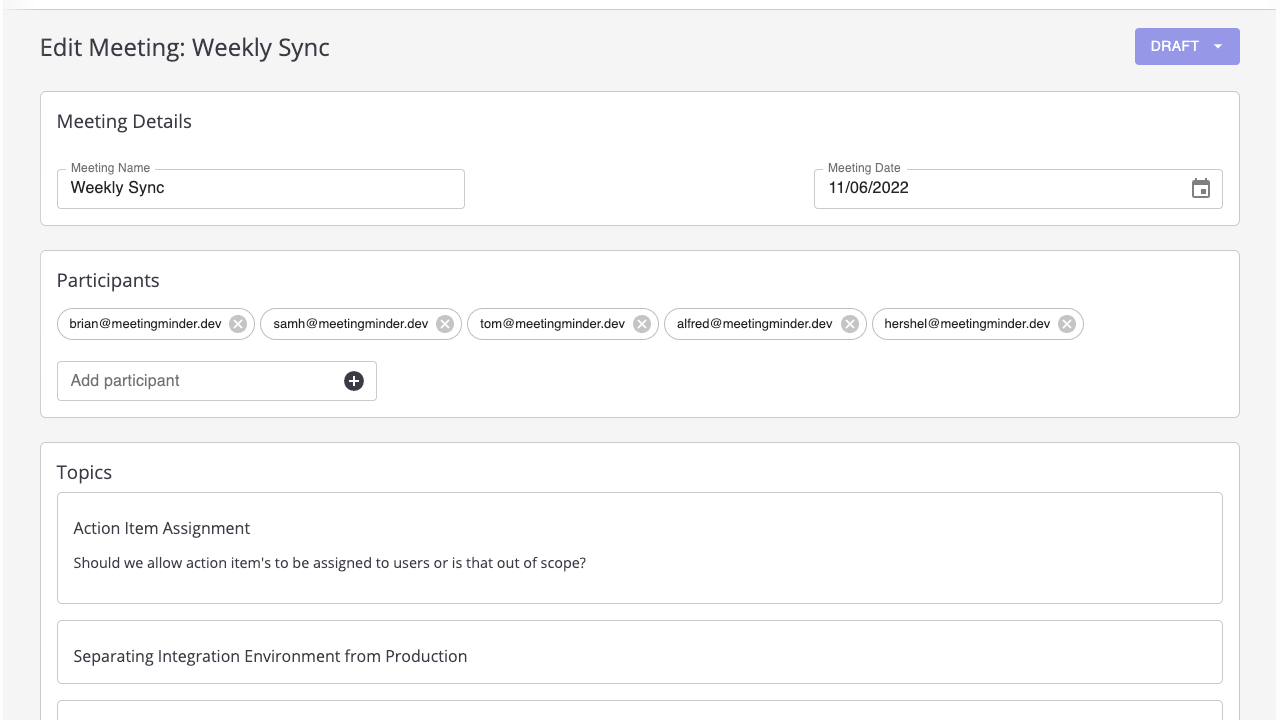 Edit Meeting: Weekly Sync
DRAFT
Meeting Details
Meeting Name
Weekly Sync
Meeting Date
11/06/2022
Participants
brian@meetingminder.dev
samh@meetingminder.dev
tom@meetingminder.dev
alfred@meetingminder.dev
hershel@meetingminder.dev
Add participant
Topics
Action Item Assignment
Should we allow action item's to be assigned to users or is that out of scope?
Separating Integration Environment from Production